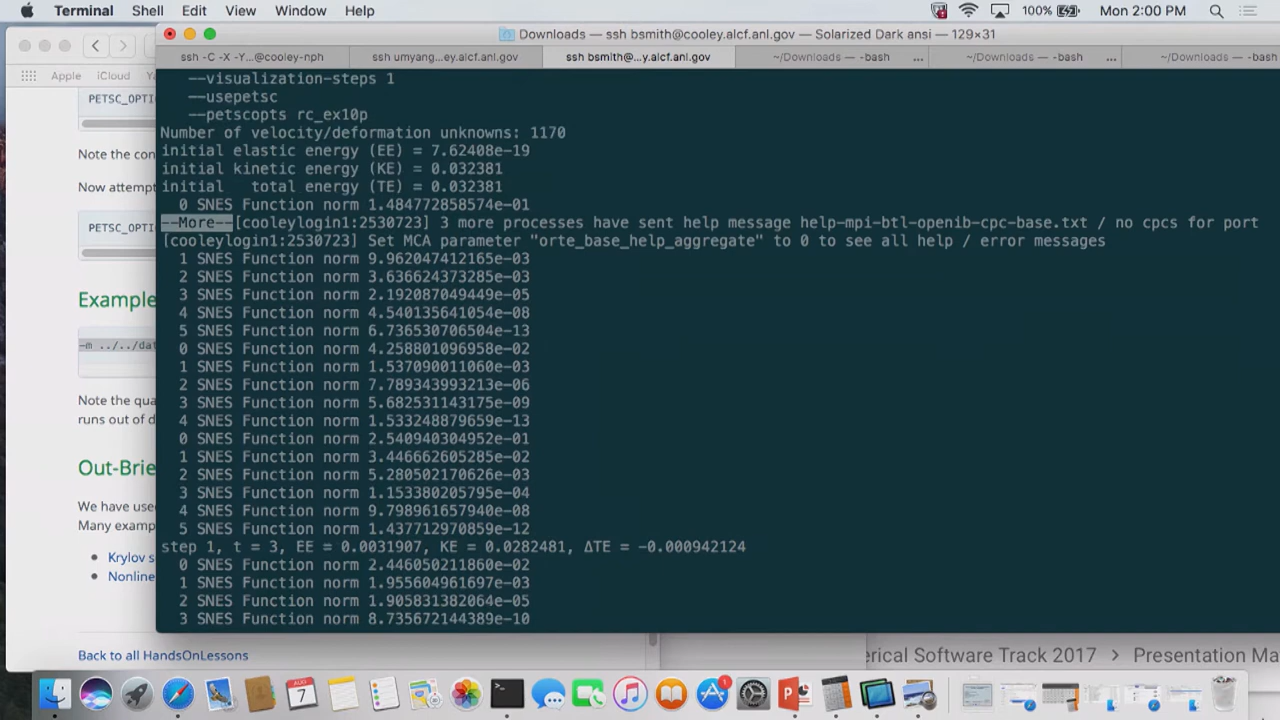 Terminal Shell Edit View Window Help 100% Mon 2:00 PM
Downloads — ssh bsmith@cooley.alcf.anl.gov — Solarized Dark ansi — 129×31
ssh -C -X -Y...@cooley-nph ssh umyang...ey.alcf.anl.gov ssh bsmith@...y.alcf.anl.gov ~/Downloads — -bash ... ~/Downloads — -bash ... ~/Downloads — -bash
Apple iCloud
--visualization-steps 1
--usepetsc
--petscopts rc_ex10p
Number of velocity/deformation unknowns: 1170
initial elastic energy (EE) = 7.62408e-19
initial kinetic energy (KE) = 0.032381
initial total energy (TE) = 0.032381
0 SNES Function norm 1.484772858574e-01
--More--[cooleylogin1:2530723] 3 more processes have sent help message help-mpi-btl-openib-cpc-base.txt / no cpcs for port
[cooleylogin1:2530723] Set MCA parameter "orte_base_help_aggregate" to 0 to see all help / error messages
1 SNES Function norm 9.962047412165e-03
2 SNES Function norm 3.636624373285e-03
3 SNES Function norm 2.192087049449e-05
4 SNES Function norm 4.540135641054e-08
5 SNES Function norm 6.736530706504e-13
0 SNES Function norm 4.258801096958e-02
1 SNES Function norm 1.537090011060e-03
2 SNES Function norm 7.789343993213e-06
3 SNES Function norm 5.682531143175e-09
4 SNES Function norm 1.533248879659e-13
0 SNES Function norm 2.540940304952e-01
1 SNES Function norm 3.446662605285e-02
2 SNES Function norm 5.280502170626e-03
3 SNES Function norm 1.153380205795e-04
4 SNES Function norm 9.798961657940e-08
5 SNES Function norm 1.437712970859e-12
step 1, t = 3, EE = 0.0031907, KE = 0.0282481, ΔTE = -0.000942124
0 SNES Function norm 2.446050211860e-02
1 SNES Function norm 1.955604961697e-03
2 SNES Function norm 1.905831382064e-05
3 SNES Function norm 8.735672144389e-10
PETSC_OPTI
Note the con
Now attempt
PETSC_OPTI
Example
-m ../../dat
Note the qua
runs out of d
Out-Brie
We have use
Many examp
Krylov s
Nonline
Back to all HandsOnLessons
erical Software Track 2017 > Presentation Ma
AUG
7
1